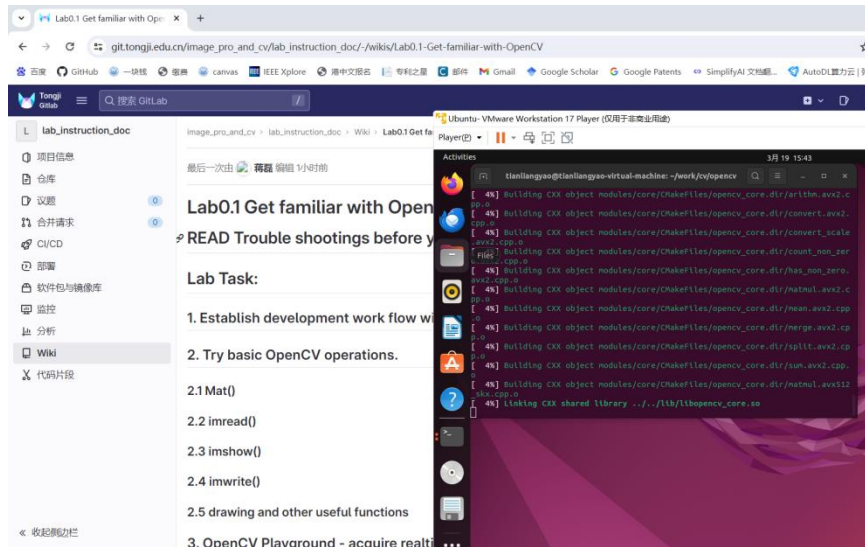 Lab0.1 Get familiar with Ope
git.tongji.edu.cn/image_pro_and_cv/lab_instruction_doc/-/wikis/Lab0.1-Get-familiar-with-OpenCV
百度 GitHub 一块钱 canvas IEEE Xplore 港中文报名 专利之星 邮件 Gmail Google Scholar Google Patents SimplifyAI 文档翻... AutoDL算力云
Tongji
Gitlab
搜索 GitLab
L lab_instruction_doc
项目信息
仓库
议题 0
合并请求 0
CI/CD
部署
软件包与镜像库
监控
分析
Wiki
代码片段
收起侧边栏
image_pro_and_cv › lab_instruction_doc › Wiki › Lab0.1 Get fa
最后一次由 蒋磊 编辑 1小时前
Lab0.1 Get familiar with Open
READ Trouble shootings before y
Lab Task:
1. Establish development work flow wi
2. Try basic OpenCV operations.
2.1 Mat()
2.2 imread()
2.3 imshow()
2.4 imwrite()
2.5 drawing and other useful functions
3. OpenCV Playground - acquire realti
Ubuntu- VMware Workstation 17 Player (仅用于非商业用途)
Player(P)
Activities
3月 19 15:43
tianliangyao@tianliangyao-virtual-machine: ~/work/cv/opencv
[ 4%] Building CXX object modules/core/CMakeFiles/opencv_core.dir/arithm.avx2.c
pp.o
[ 4%] Building CXX object modules/core/CMakeFiles/opencv_core.dir/convert.avx2.
cpp.o
[ 4%] Building CXX object modules/core/CMakeFiles/opencv_core.dir/convert_scale
.avx2.cpp.o
4%] Building CXX object modules/core/CMakeFiles/opencv_core.dir/count_non_zer
Files
2.cpp.o
[ 4%] Building CXX object modules/core/CMakeFiles/opencv_core.dir/has_non_zero.
avx2.cpp.o
[ 4%] Building CXX object modules/core/CMakeFiles/opencv_core.dir/matmul.avx2.c
pp.o
[ 4%] Building CXX object modules/core/CMakeFiles/opencv_core.dir/mean.avx2.cpp
.o
[ 4%] Building CXX object modules/core/CMakeFiles/opencv_core.dir/merge.avx2.cp
p.o
[ 4%] Building CXX object modules/core/CMakeFiles/opencv_core.dir/split.avx2.cp
p.o
[ 4%] Building CXX object modules/core/CMakeFiles/opencv_core.dir/sum.avx2.cpp.
o
[ 4%] Building CXX object modules/core/CMakeFiles/opencv_core.dir/matmul.avx512
_skx.cpp.o
[ 4%] Linking CXX shared library ../../lib/libopencv_core.so